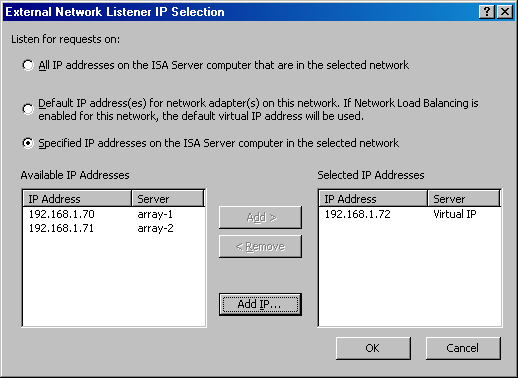 External Network Listener IP Selection
Listen for requests on:
All IP addresses on the ISA Server computer that are in the selected network
Default IP address(es) for network adapter(s) on this network. If Network Load Balancing is
enabled for this network, the default virtual IP address will be used.
Specified IP addresses on the ISA Server computer in the selected network
Available IP Addresses
IP Address Server
192.168.1.70 array-1
192.168.1.71 array-2
Add >
< Remove
Add IP...
Selected IP Addresses
IP Address Server
192.168.1.72 Virtual IP
OK
Cancel